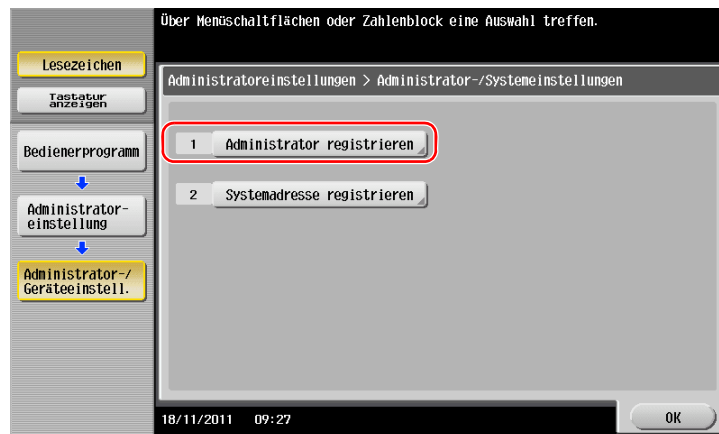 Über Menüschaltflächen oder Zahlenblock eine Auswahl treffen.
Lesezeichen
Tastatur
anzeigen
Bedienerprogramm
Administrator-
einstellung
Administrator-/
Geräteeinstell.
Administratoreinstellungen > Administrator-/Systemeinstellungen
1 Administrator registrieren
2 Systemadresse registrieren
18/11/2011 09:27
OK